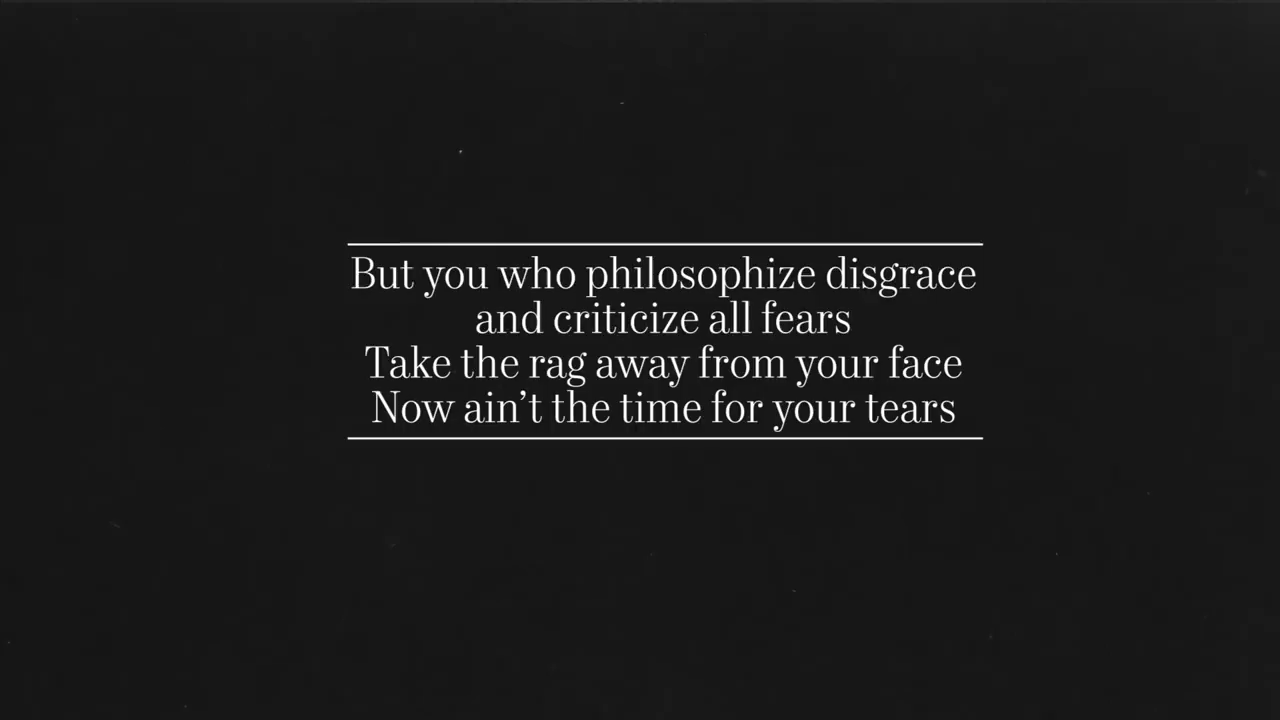 But you who philosophize disgrace
and criticize all fears
Take the rag away from your face
Now ain’t the time for your tears